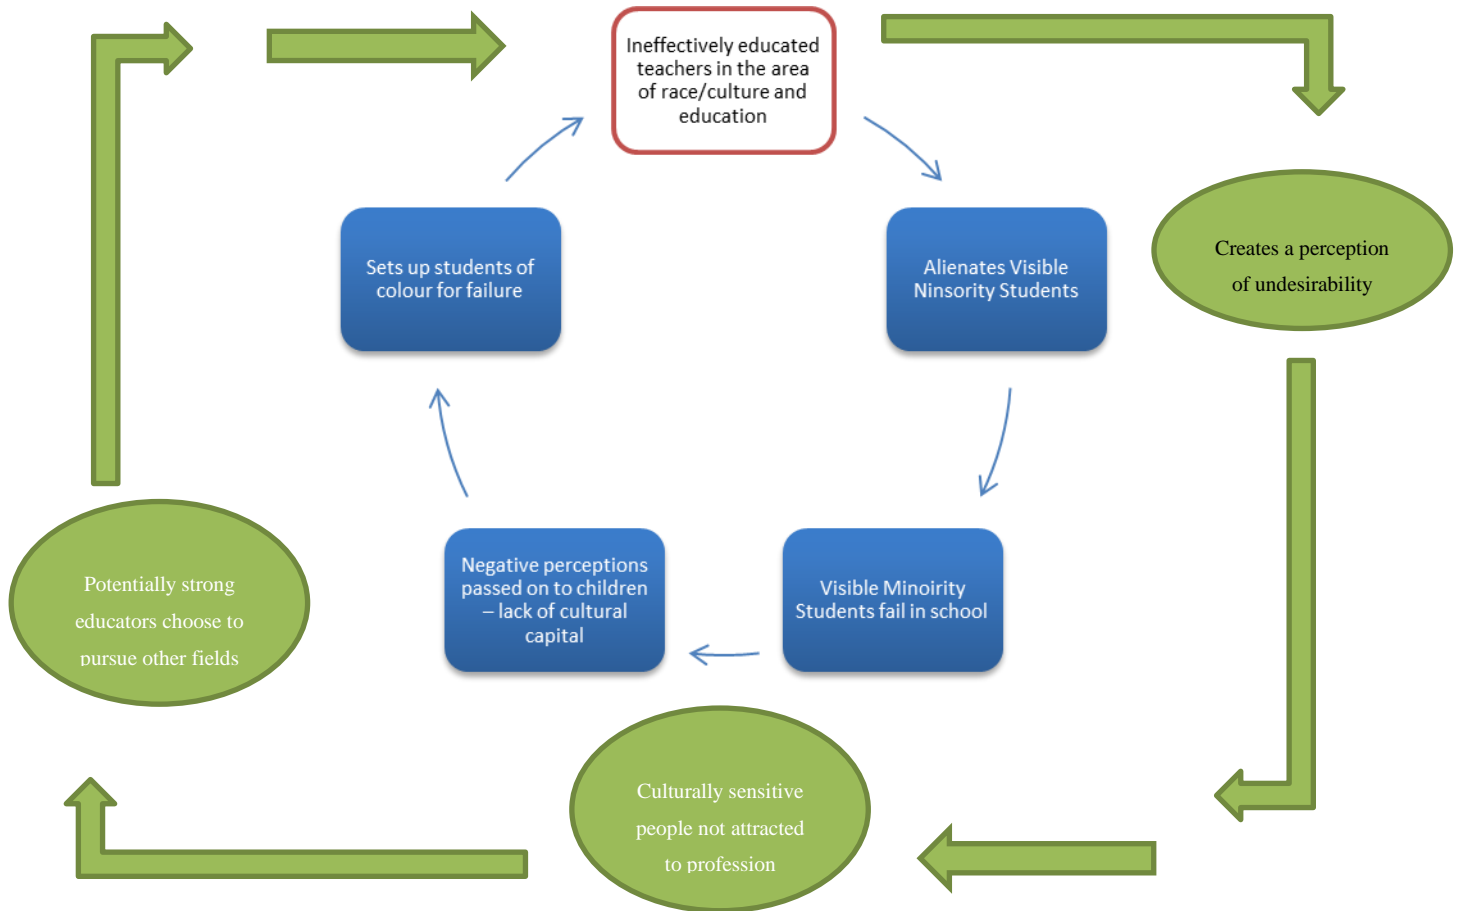 Ineffectively educated
teachers in the area
of race/culture and
education
Alienates Visible
Ninsority Students
Creates a perception
of undesirability
Sets up students of
colour for failure
Visible Minoirity
Students fail in school
Negative perceptions
passed on to children
– lack of cultural
capital
Potentially strong
educators choose to
pursue other fields
Culturally sensitive
people not attracted
to profession